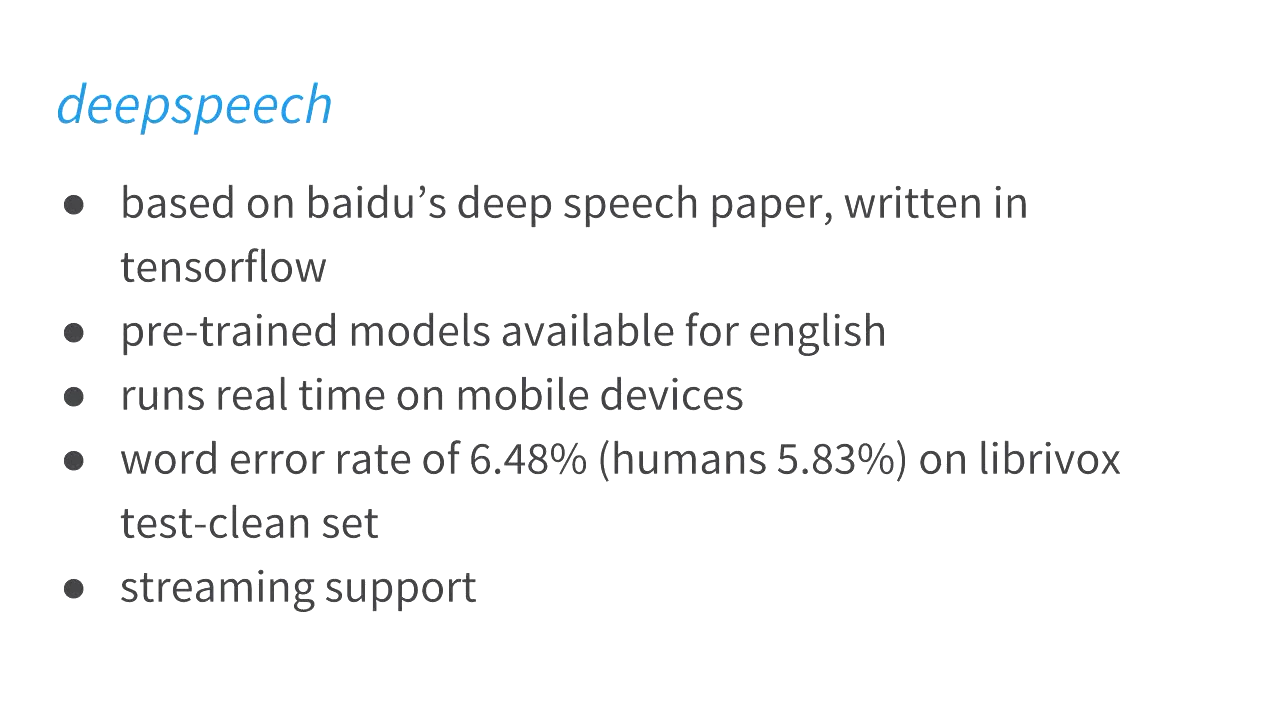 deepspeech
● based on baidu’s deep speech paper, written in
tensorflow
● pre-trained models available for english
● runs real time on mobile devices
● word error rate of 6.48% (humans 5.83%) on librivox
test-clean set
● streaming support